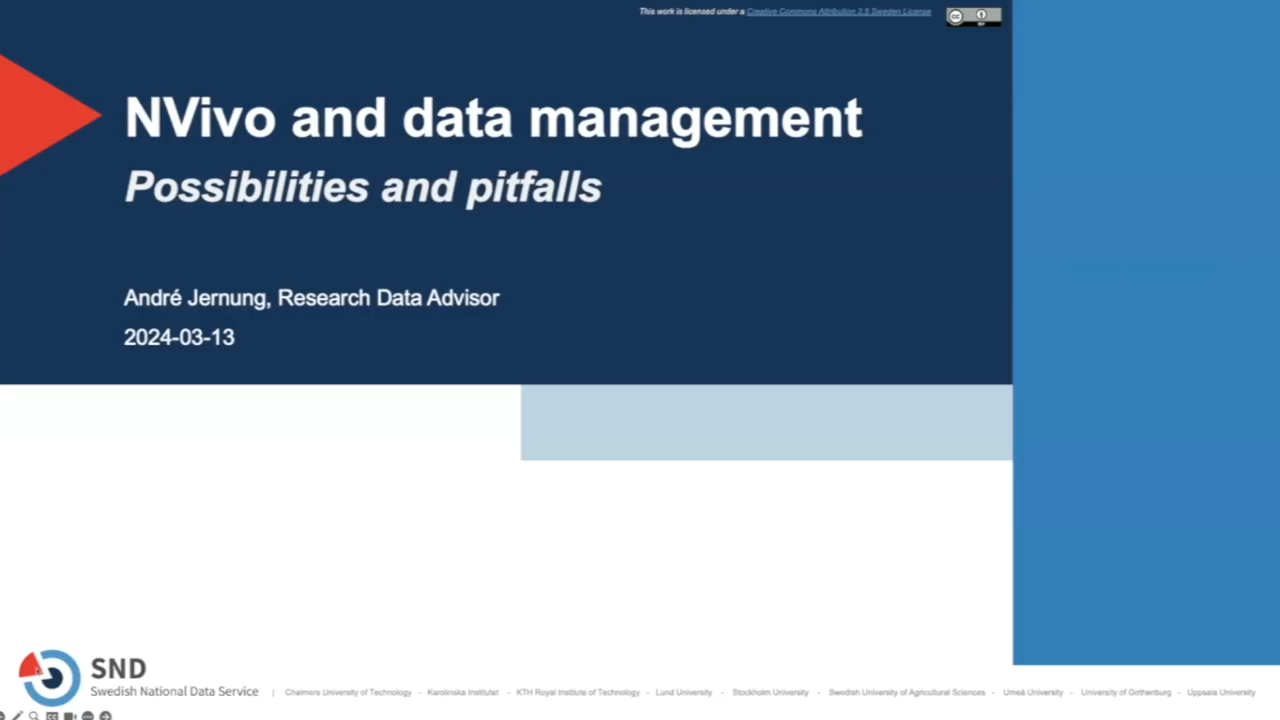 This work is licensed under a Creative Commons Attribution 2.5 Sweden License
NVivo and data management
Possibilities and pitfalls
André Jernung, Research Data Advisor
2024-03-13
SND
Swedish National Data Service | Chalmers University of Technology - Karolinska Institutet - KTH Royal Institute of Technology - Lund University - Stockholm University - Swedish University of Agricultural Sciences - Umeå University - University of Gothenburg - Uppsala University